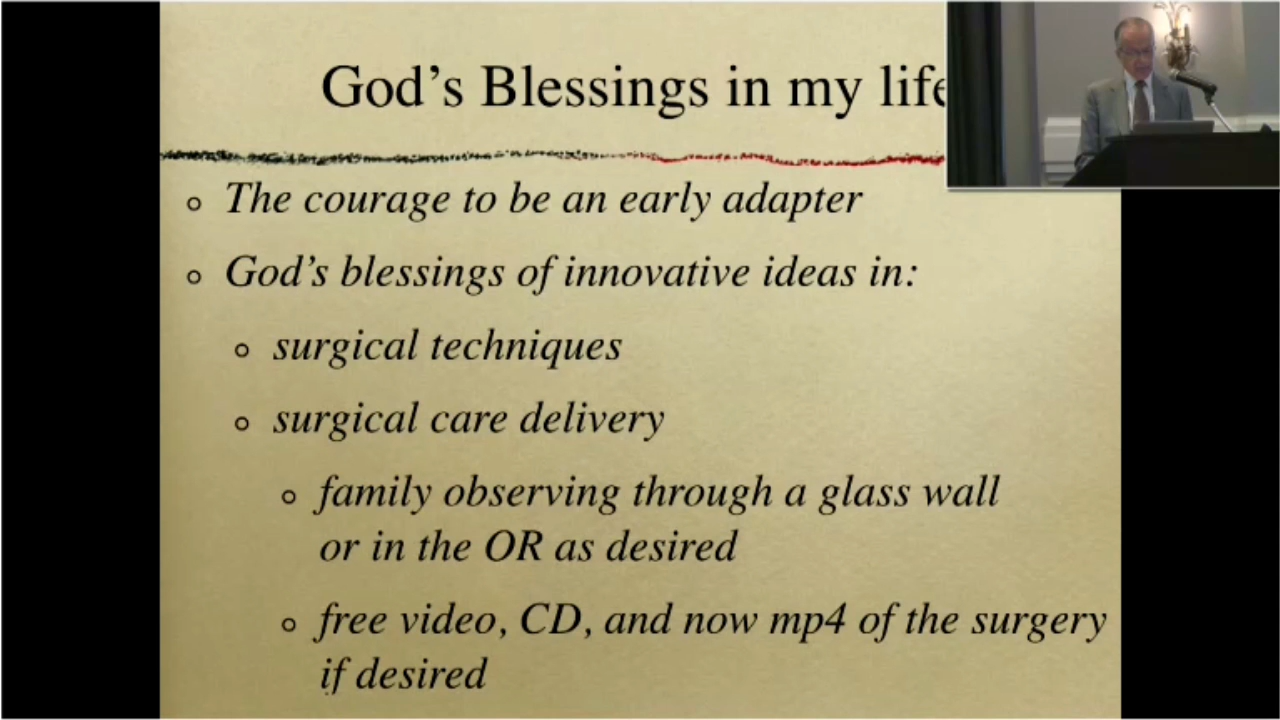 God's Blessings in my life
The courage to be an early adapter
God's blessings of innovative ideas in:
surgical techniques
surgical care delivery
family observing through a glass wall
or in the OR as desired
free video, CD, and now mp4 of the surgery
if desired